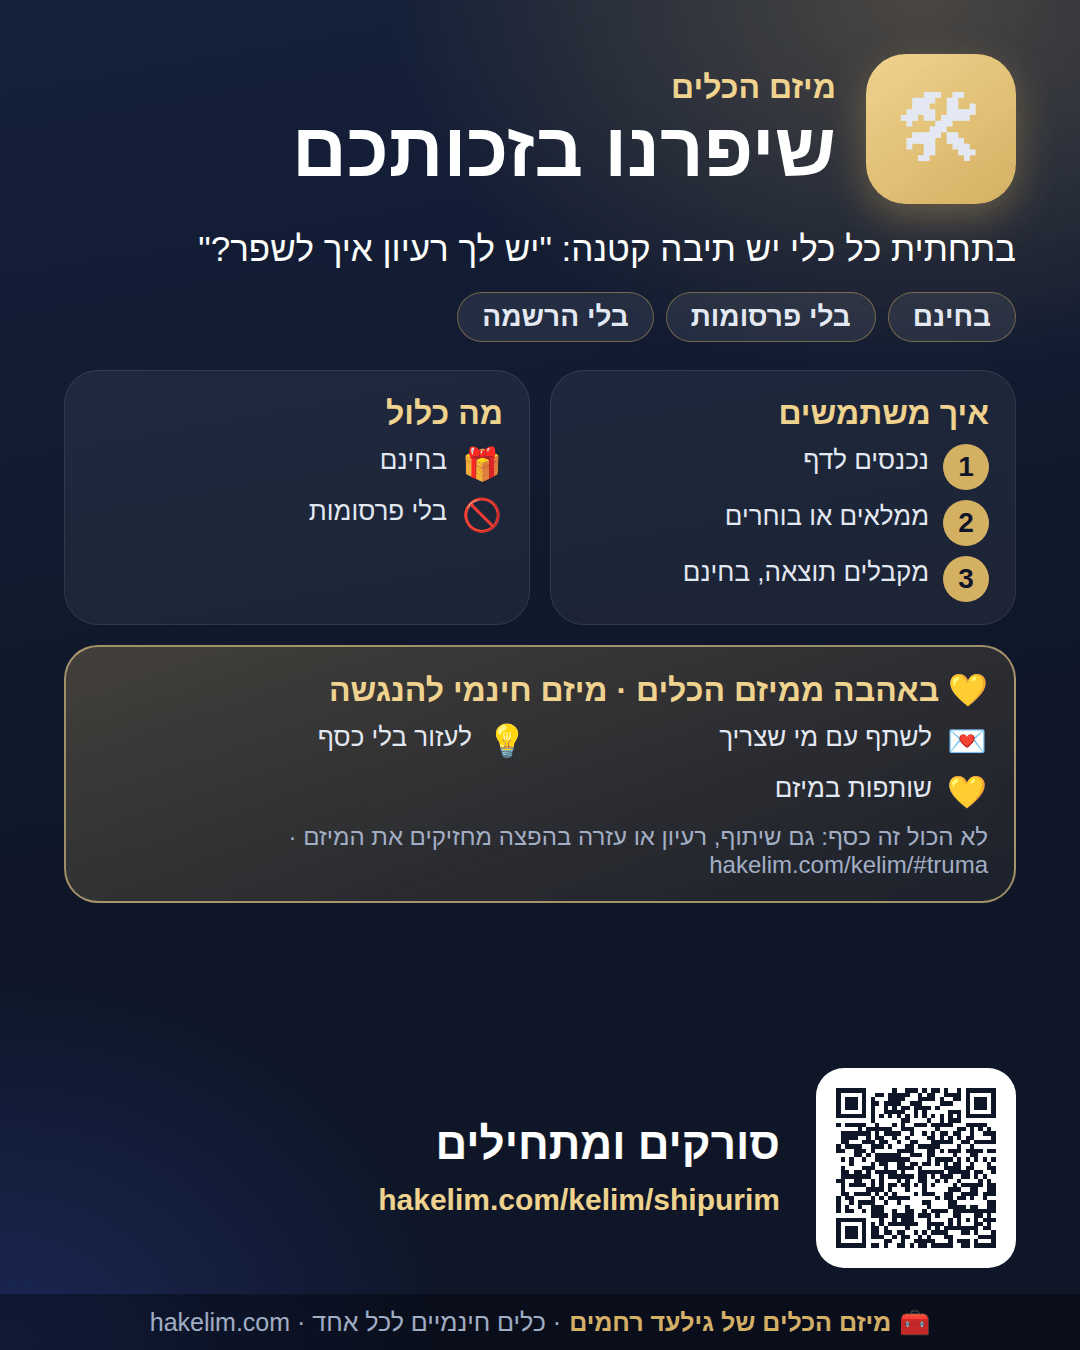 מיזם הכלים
שיפרנו בזכותכם
בתחתית כל כלי יש תיבה קטנה: "יש לך רעיון איך לשפר?"
בחינם
בלי פרסומות
בלי הרשמה
איך משתמשים
1 נכנסים לדף
2 ממלאים או בוחרים
3 מקבלים תוצאה, בחינם
מה כלול
בחינם
בלי פרסומות
באהבה ממיזם הכלים · מיזם חינמי להנגשה
לשתף עם מי שצריך
לעזור בלי כסף
שותפות במיזם
לא הכול זה כסף: גם שיתוף, רעיון או עזרה בהפצה מחזיקים את המיזם ·
hakelim.com/kelim/#truma
סורקים ומתחילים
hakelim.com/kelim/shipurim
מיזם הכלים של גילעד רחמים · כלים חינמיים לכל אחד · hakelim.com